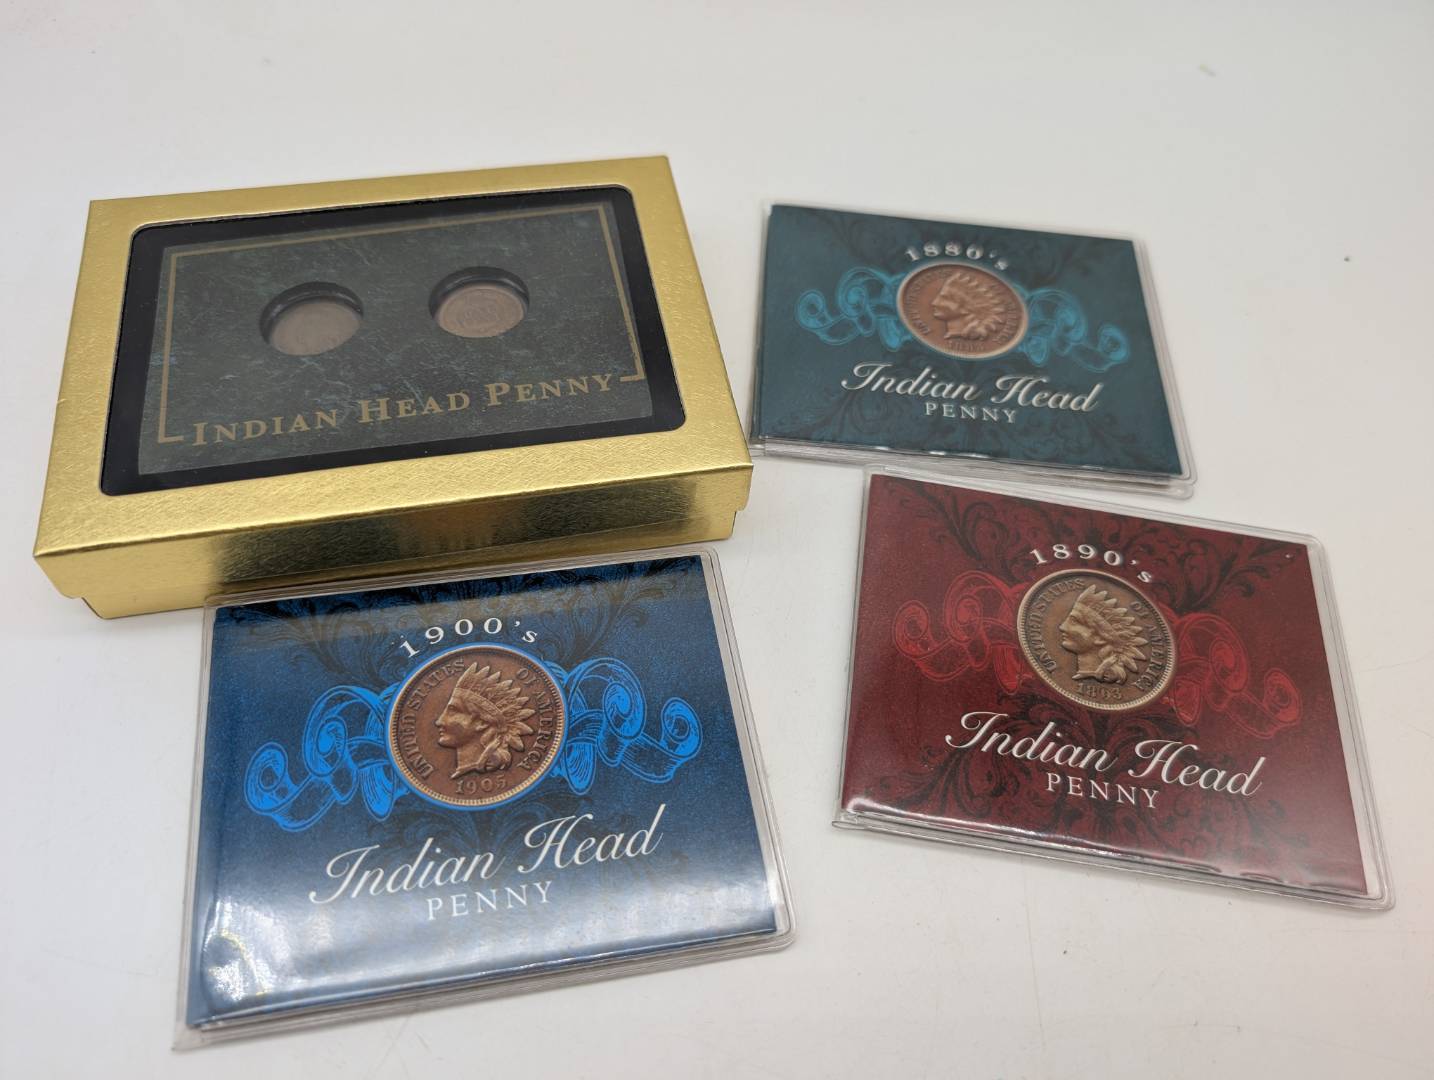 INDIAN HEAD PENNY
1880's
Indian Head
PENNY
1890's
UNITED STATES OF AMERICA
1863
Indian Head
PENNY
1900's
UNITED STATES OF AMERICA
1905
Indian Head
PENNY